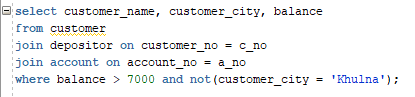 select customer_name, customer_city, balance
from customer
join depositor on customer_no = c_no
join account on account_no = a_no
where balance > 7000 and not(customer_city = 'Khulna');